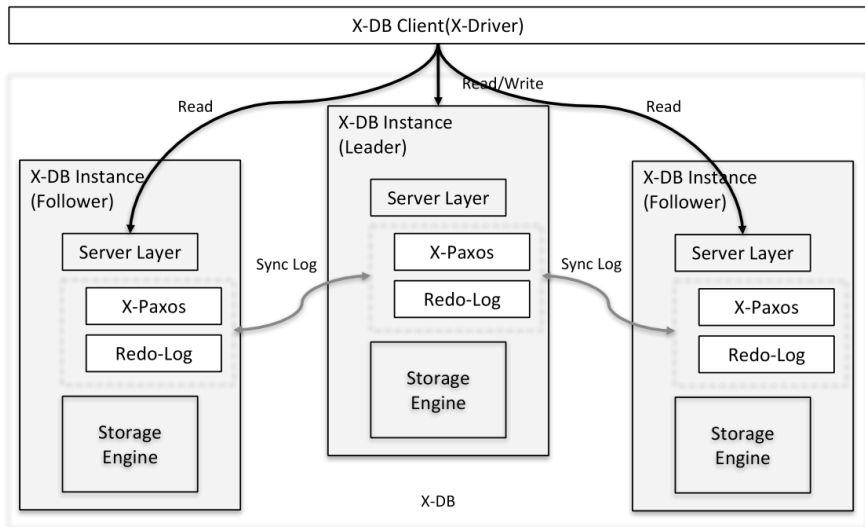 X-DB Client(X-Driver)
Read
Read/Write
Read
X-DB Instance
(Follower)
Server Layer
X-Paxos
Redo-Log
Storage
Engine
Sync Log
X-DB Instance
(Leader)
Server Layer
X-Paxos
Redo-Log
Storage
Engine
Sync Log
X-DB Instance
(Follower)
Server Layer
X-Paxos
Redo-Log
Storage
Engine
X-DB